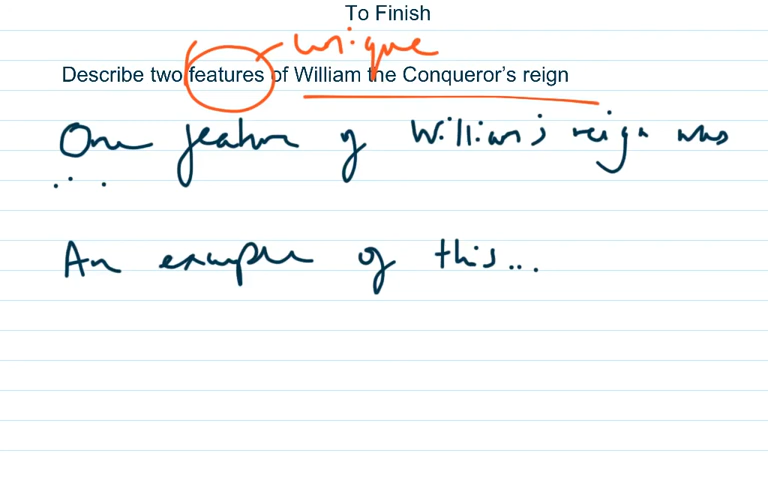 To Finish
unique
Describe two features of William the Conqueror's reign
One feature of William's reign was
...
An example of this...